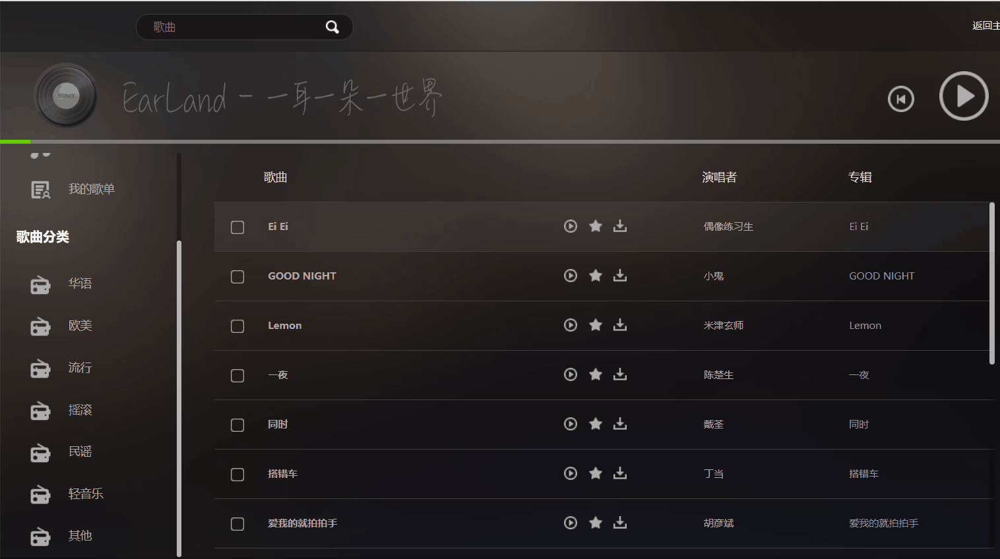 歌曲
返回主
5SING
EarLand - 一耳一朵一世界
我的歌单
歌曲分类
华语
欧美
流行
摇滚
民谣
轻音乐
其他
歌曲 演唱者 专辑
Ei Ei 偶像练习生 Ei Ei
GOOD NIGHT 小鬼 GOOD NIGHT
Lemon 米津玄师 Lemon
一夜 陈楚生 一夜
同时 戴荃 同时
搭错车 丁当 搭错车
爱我的就拍拍手 胡彦斌 爱我的就拍拍手